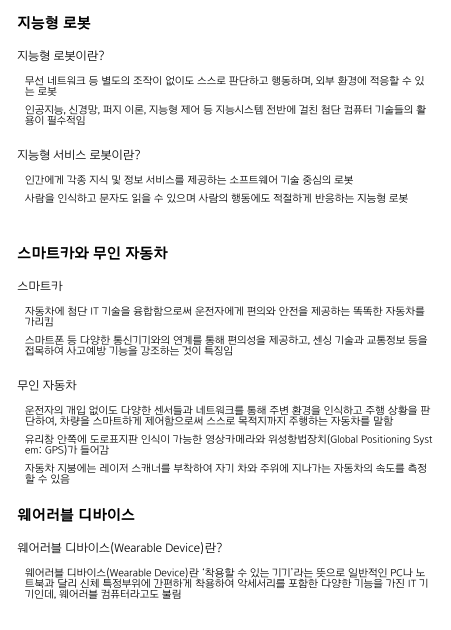 지능형 로봇
지능형 로봇이란?
무선 네트워크 등 별도의 조작이 없이도 스스로 판단하고 행동하며, 외부 환경에 적응할 수 있
는 로봇
인공지능, 신경망, 퍼지 이론, 지능형 제어 등 지능시스템 전반에 걸친 첨단 컴퓨터 기술들의 활
용이 필수적임
지능형 서비스 로봇이란?
인간에게 각종 지식 및 정보 서비스를 제공하는 소프트웨어 기술 중심의 로봇
사람을 인식하고 문자도 읽을 수 있으며 사람의 행동에도 적절하게 반응하는 지능형 로봇
스마트카와 무인 자동차
스마트카
자동차에 첨단 IT 기술을 융합함으로써 운전자에게 편의와 안전을 제공하는 똑똑한 자동차를
가리킴
스마트폰 등 다양한 통신기기와의 연계를 통해 편의성을 제공하고, 센싱 기술과 교통정보 등을
접목하여 사고예방 기능을 강조하는 것이 특징임
무인 자동차
운전자의 개입 없이도 다양한 센서들과 네트워크를 통해 주변 환경을 인식하고 주행 상황을 판
단하여, 차량을 스마트하게 제어함으로써 스스로 목적지까지 주행하는 자동차를 말함
유리창 안쪽에 도로표지판 인식이 가능한 영상카메라와 위성항법장치(Global Positioning Syst
em: GPS)가 들어감
자동차 지붕에는 레이저 스캐너를 부착하여 자기 차와 주위에 지나가는 자동차의 속도를 측정
할 수 있음
웨어러블 디바이스
웨어러블 디바이스(Wearable Device)란?
웨어러블 디바이스(Wearable Device)란 '착용할 수 있는 기기'라는 뜻으로 일반적인 PC나 노
트북과 달리 신체 특정부위에 간편하게 착용하여 악세서리를 포함한 다양한 기능을 가진 IT 기
기인데, 웨어러블 컴퓨터라고도 불림